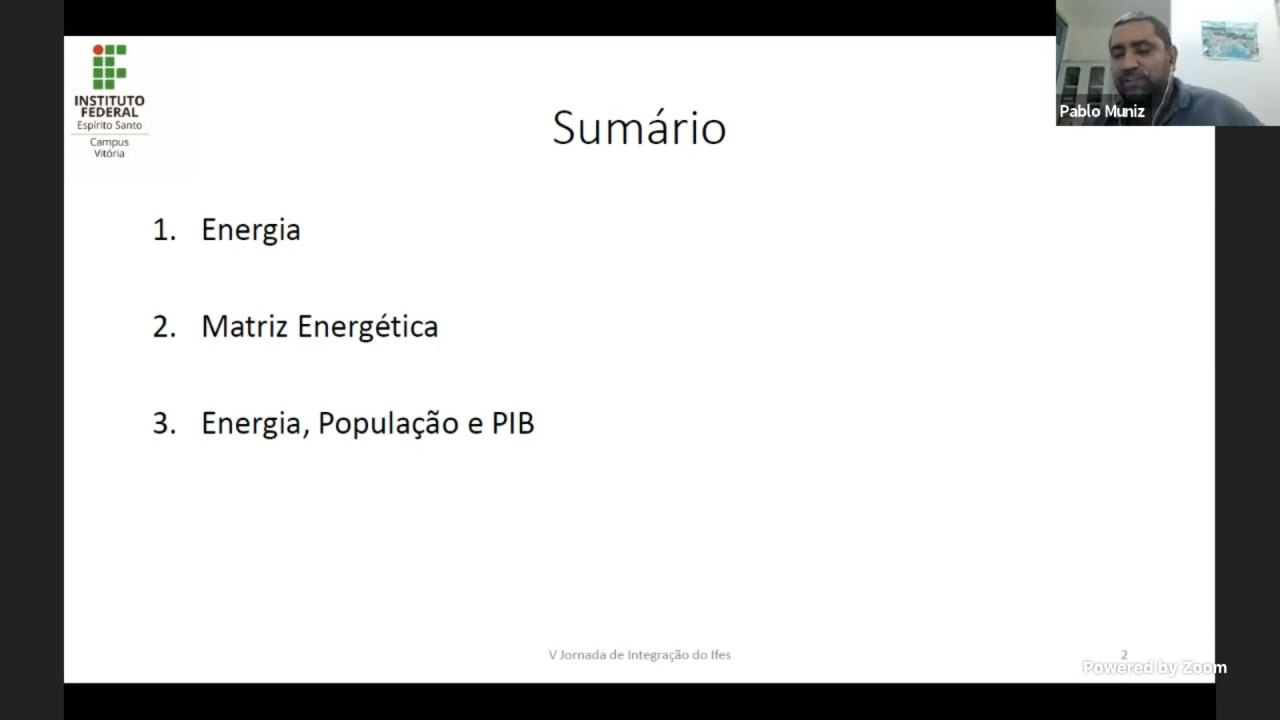 INSTITUTO
FEDERAL
Espírito Santo
Campus
Vitória
Pablo Muniz
Sumário
1. Energia
2. Matriz Energética
3. Energia, População e PIB
V Jornada de Integração do Ifes
2
Powered by Zoom